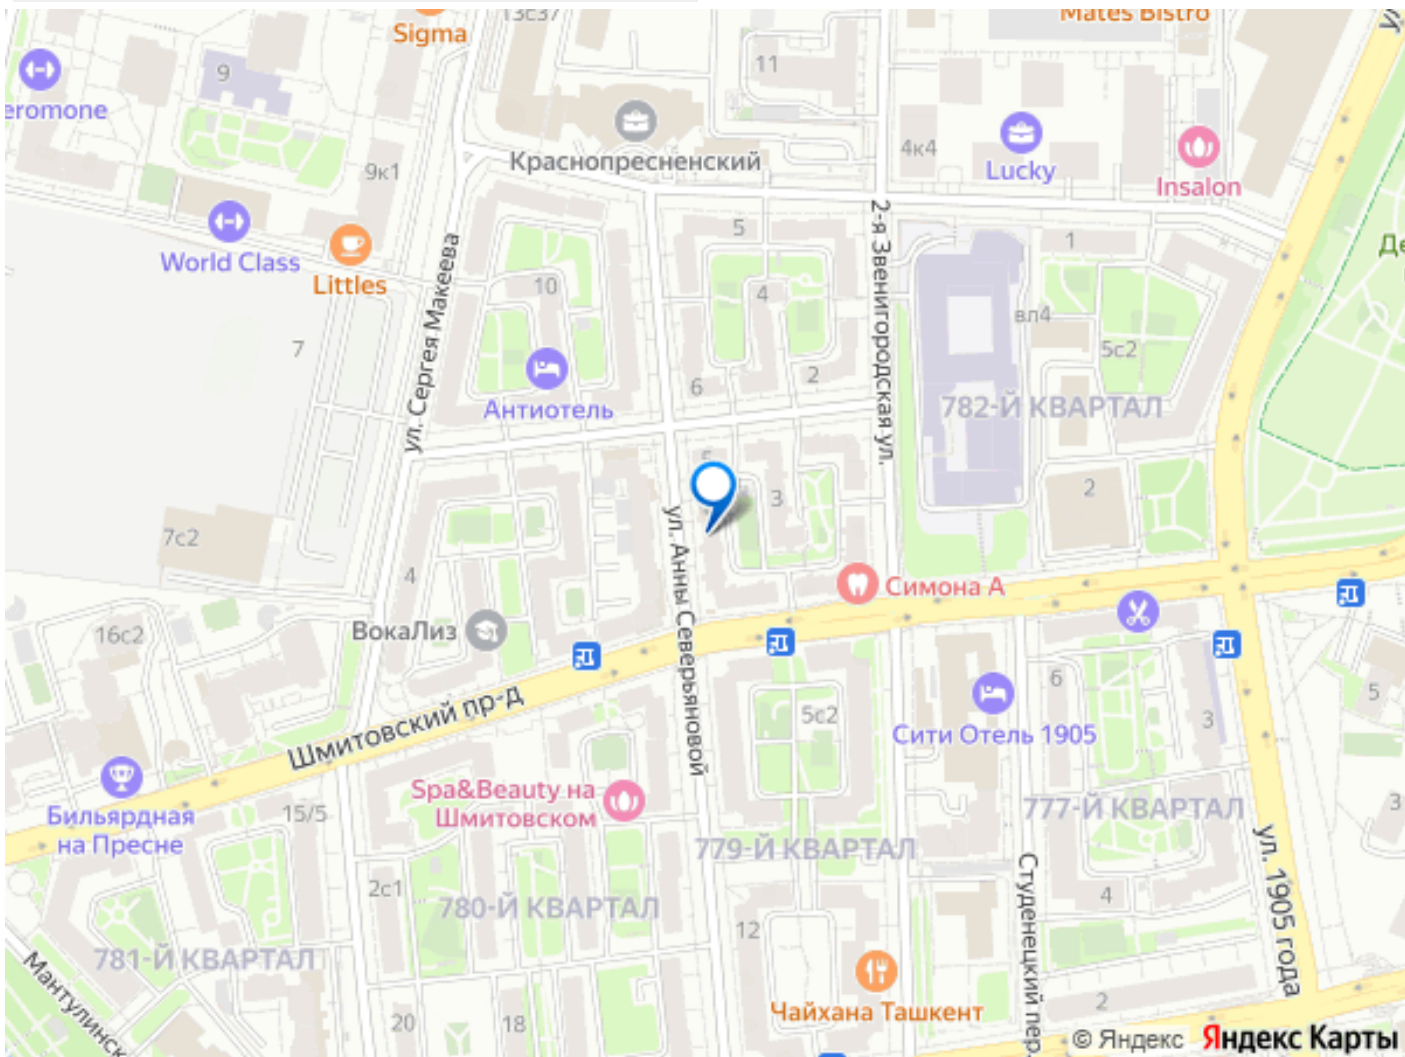 13с37
Mates Bistro
Sigma
11
9
eromone
Краснопресненский
4к4
Lucky
9к1
Insalon
World Class
Littles
ул. Сергея Макеева
5
2-я Звенигородская ул.
1
10
4
вл4
7
5с2
Антиотель
6
2
782-Й КВАРТАЛ
5
3
2
7с2
ул. Анны Северьяновой
4
Симона А
ВокаЛиз
16с2
Шмитовский пр-д
5с2
6
3
5
Сити Отель 1905
Spa&Beauty на
Шмитовском
Бильярдная
на Пресне
15/5
777-Й КВАРТАЛ
3
779-Й КВАРТАЛ
ул. 1905 года
Студенецкий пер.
2с1
780-Й КВАРТАЛ
4
12
781-Й КВАРТАЛ
Мантулинск
Чайхана Ташкент
20
18
2
© Яндекс Яндекс Карты